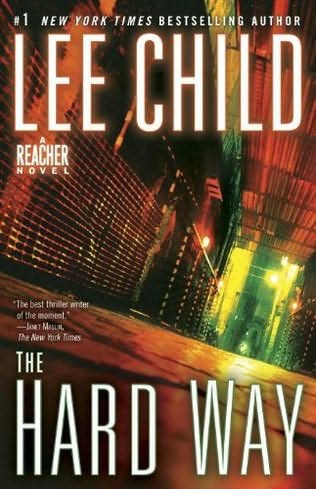 #1 NEW YORK TIMES BESTSELLING AUTHOR
LEE CHILD
A
REACHER
NOVEL
"The best thriller writer
of the moment."
—JANET MASLIN,
The New York Times
THE
HARD WAY